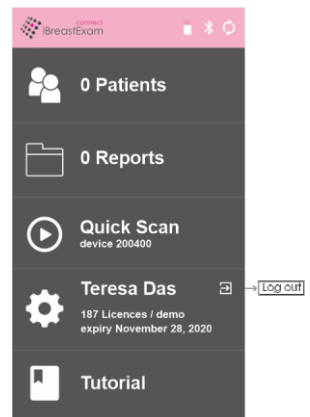 connect
iBreastExam
0 Patients
0 Reports
Quick Scan
device 200400
Teresa Das
Log out
187 Licences / demo
expiry November 28, 2020
Tutorial